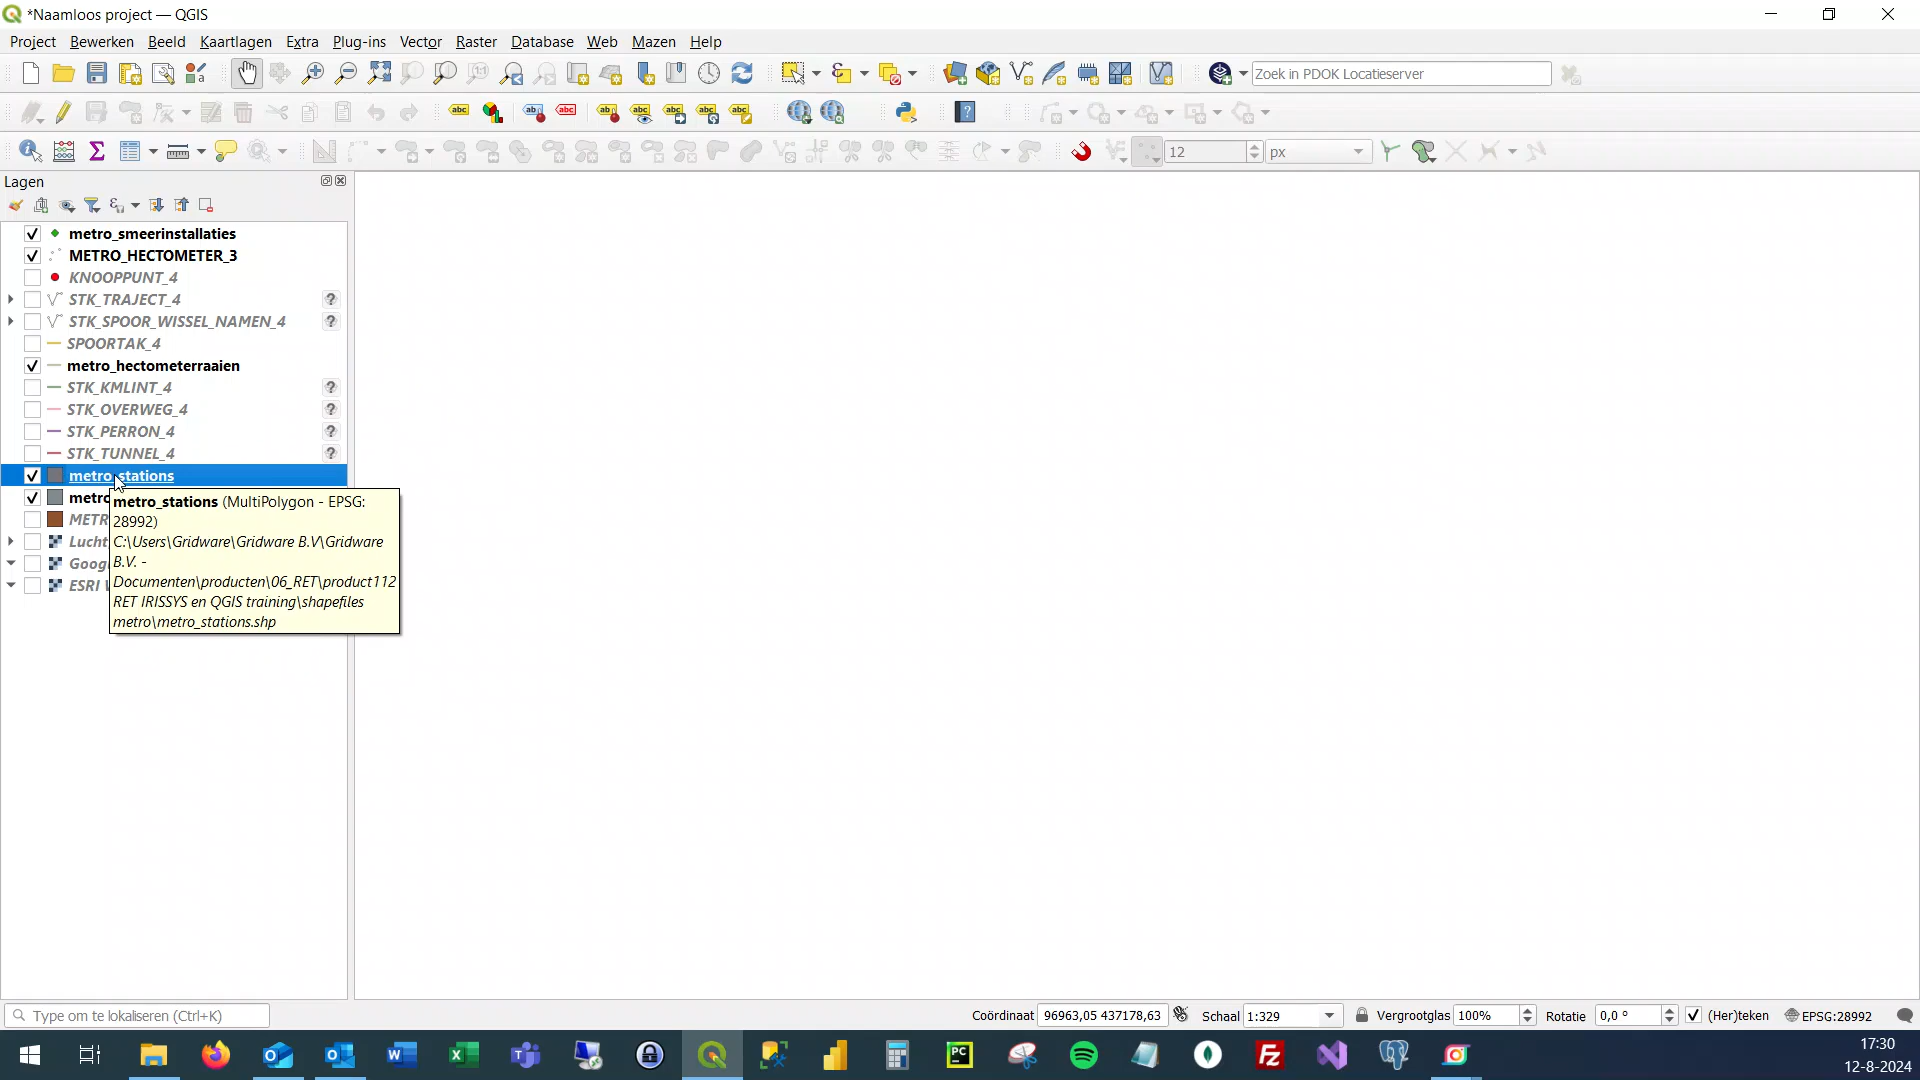 *Naamloos project — QGIS
Project Bewerken Beeld Kaartlagen Extra Plug-ins Vector Raster Database Web Mazen Help
Zoek in PDOK Locatieserver
12 px
Lagen
metro_smeerinstallaties
METRO_HECTOMETER_3
KNOOPPUNT_4
STK_TRAJECT_4
STK_SPOOR_WISSEL_NAMEN_4
SPOORTAK_4
metro_hectometerraaien
STK_KMLINT_4
STK_OVERWEG_4
STK_PERRON_4
STK_TUNNEL_4
metro_stations
metro
METR
Lucht
Goog
ESRI
metro_stations (MultiPolygon - EPSG:
28992)
C:\Users\Gridware\Gridware B.V\Gridware
B.V. -
Documenten\producten\06_RET\product112
RET IRISSYS en QGIS training\shapefiles
metro\metro_stations.shp
Type om te lokaliseren (Ctrl+K)
Coördinaat 96963,05 437178,63 Schaal 1:329 Vergrootglas 100% Rotatie 0,0 ° (Her)teken EPSG:28992
17:30
12-8-2024